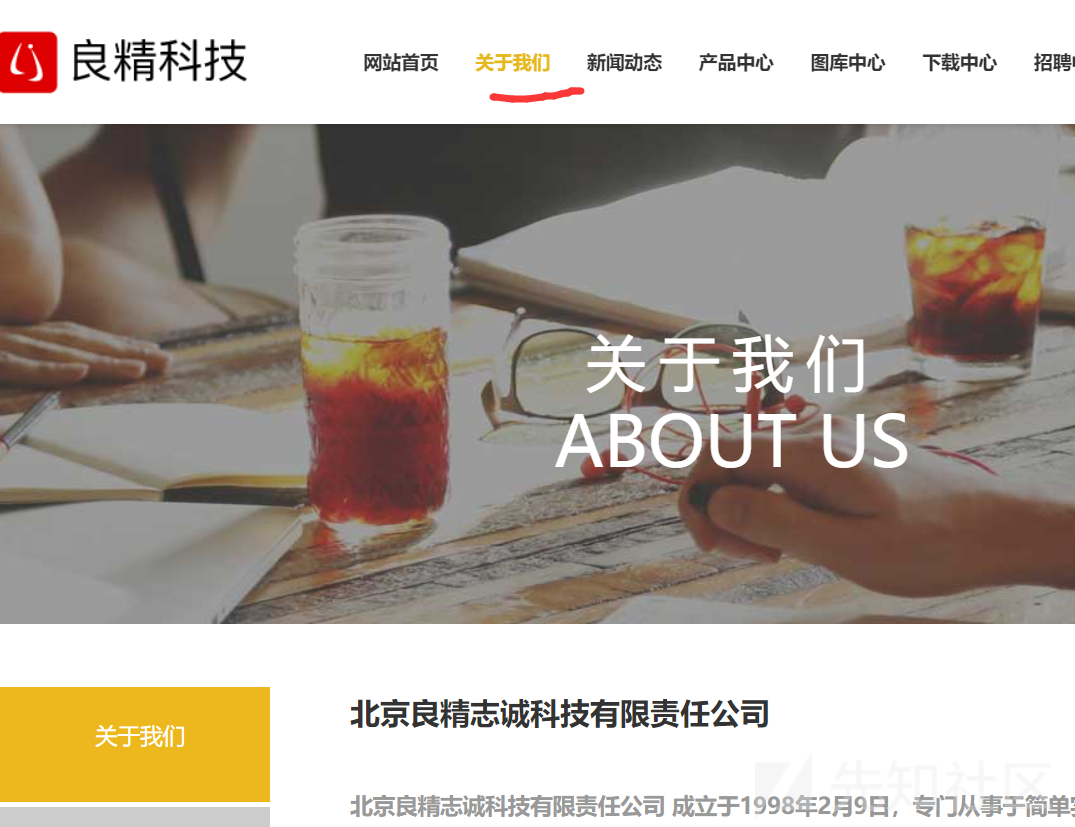 良精科技
网站首页 关于我们 新闻动态 产品中心 图库中心 下载中心 招聘
关于我们
ABOUT US
关于我们
北京良精志诚科技有限责任公司
北京良精志诚科技有限责任公司 成立于1998年2月9日，专门从事于简单
先知社区